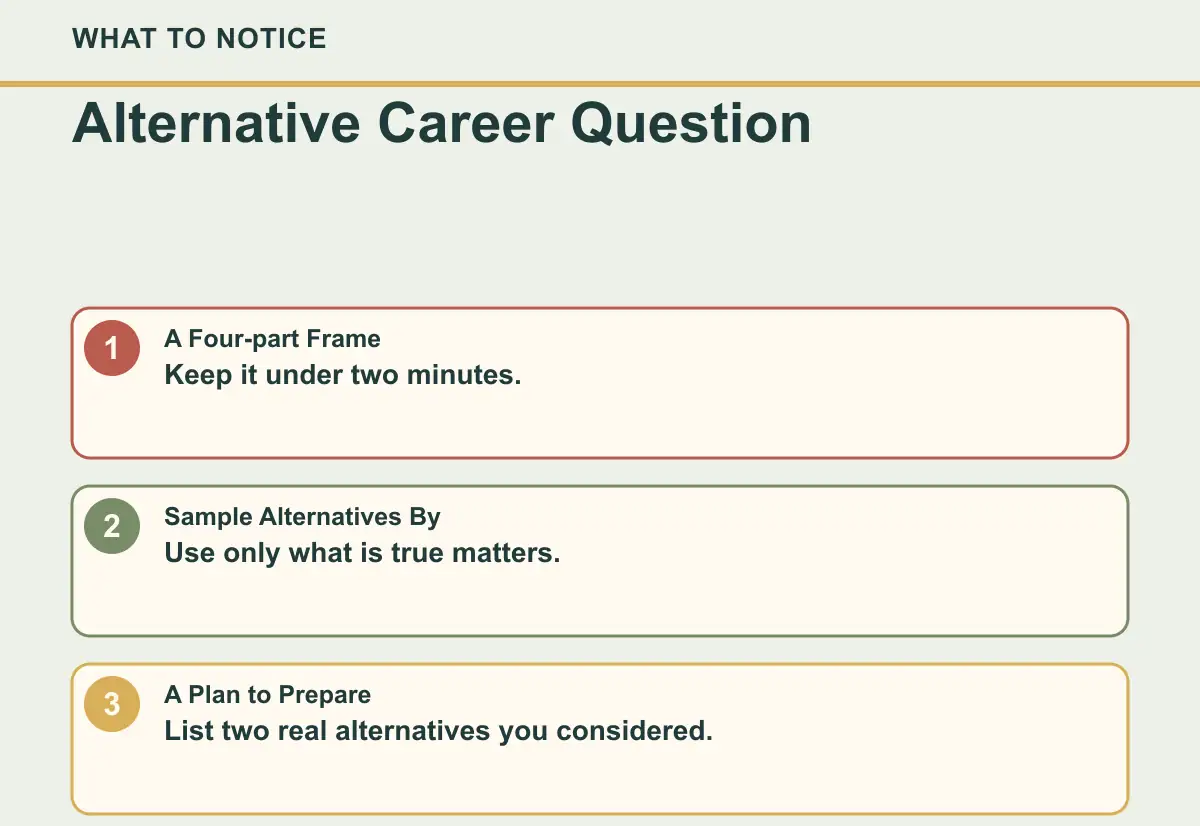 WHAT TO NOTICE
Alternative Career Question
1
A Four-part Frame
Keep it under two minutes.
2
Sample Alternatives By
Use only what is true matters.
3
A Plan to Prepare
List two real alternatives you considered.